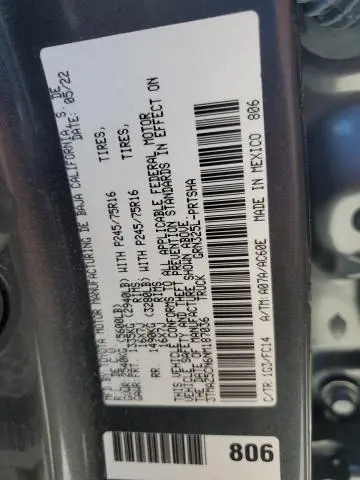 MFD. BY: TOYOTA MOTOR MANUFACTURING DE BAJA CALIFORNIA, S. DE
DATE: 05/22
GVWR 2540KG (5600LB)
GAWR FRT. 1335KG (2940LB) WITH P245/75R16 TIRES,
16X7J RIMS
RR 1490KG (3280LB) WITH P245/75R16 TIRES,
16X7J RIMS
THIS VEHICLE CONFORMS TO ALL APPLICABLE FEDERAL MOTOR
VEHICLE SAFETY AND THEFT PREVENTION STANDARDS IN EFFECT ON
THE DATE OF MANUFACTURE SHOWN ABOVE.
TRUCK GRN325L-PRTSHA
C/TR:1G3/FC14
A/TM:A07A/AC60E MADE IN MEXICO 806
806